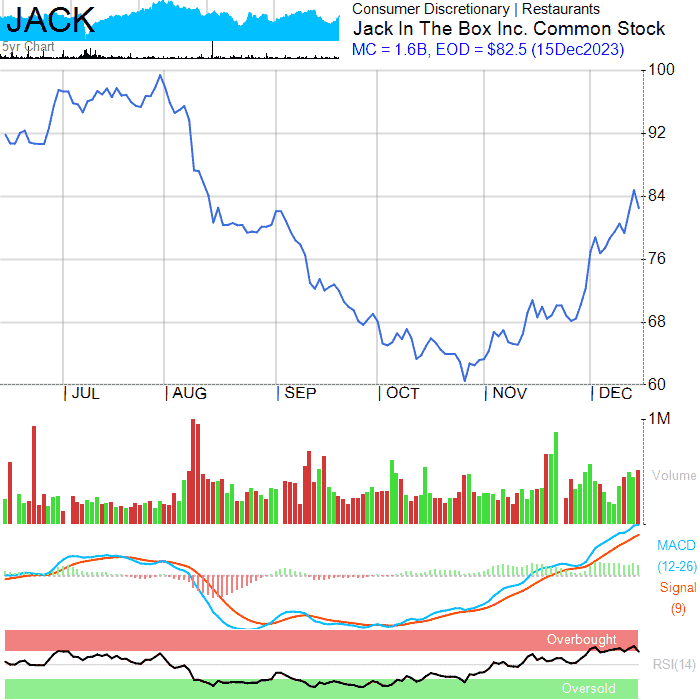 JACK
5yr Chart
Consumer Discretionary | Restaurants
Jack In The Box Inc. Common Stock
MC = 1.6B, EOD = $82.5 (15Dec2023)
100
92
84
76
68
60
JUL AUG SEP OCT NOV DEC
1M
Volume
MACD
(12-26)
Signal
(9)
Overbought
RSI(14)
Oversold